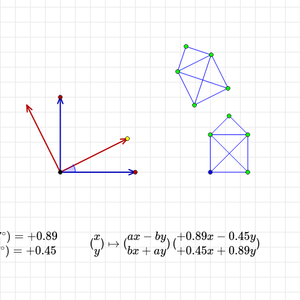 °) = +0.89
°) = +0.45
(x y) ↦ (ax − by bx + ay) (+0.89x − 0.45y +0.45x + 0.89y)